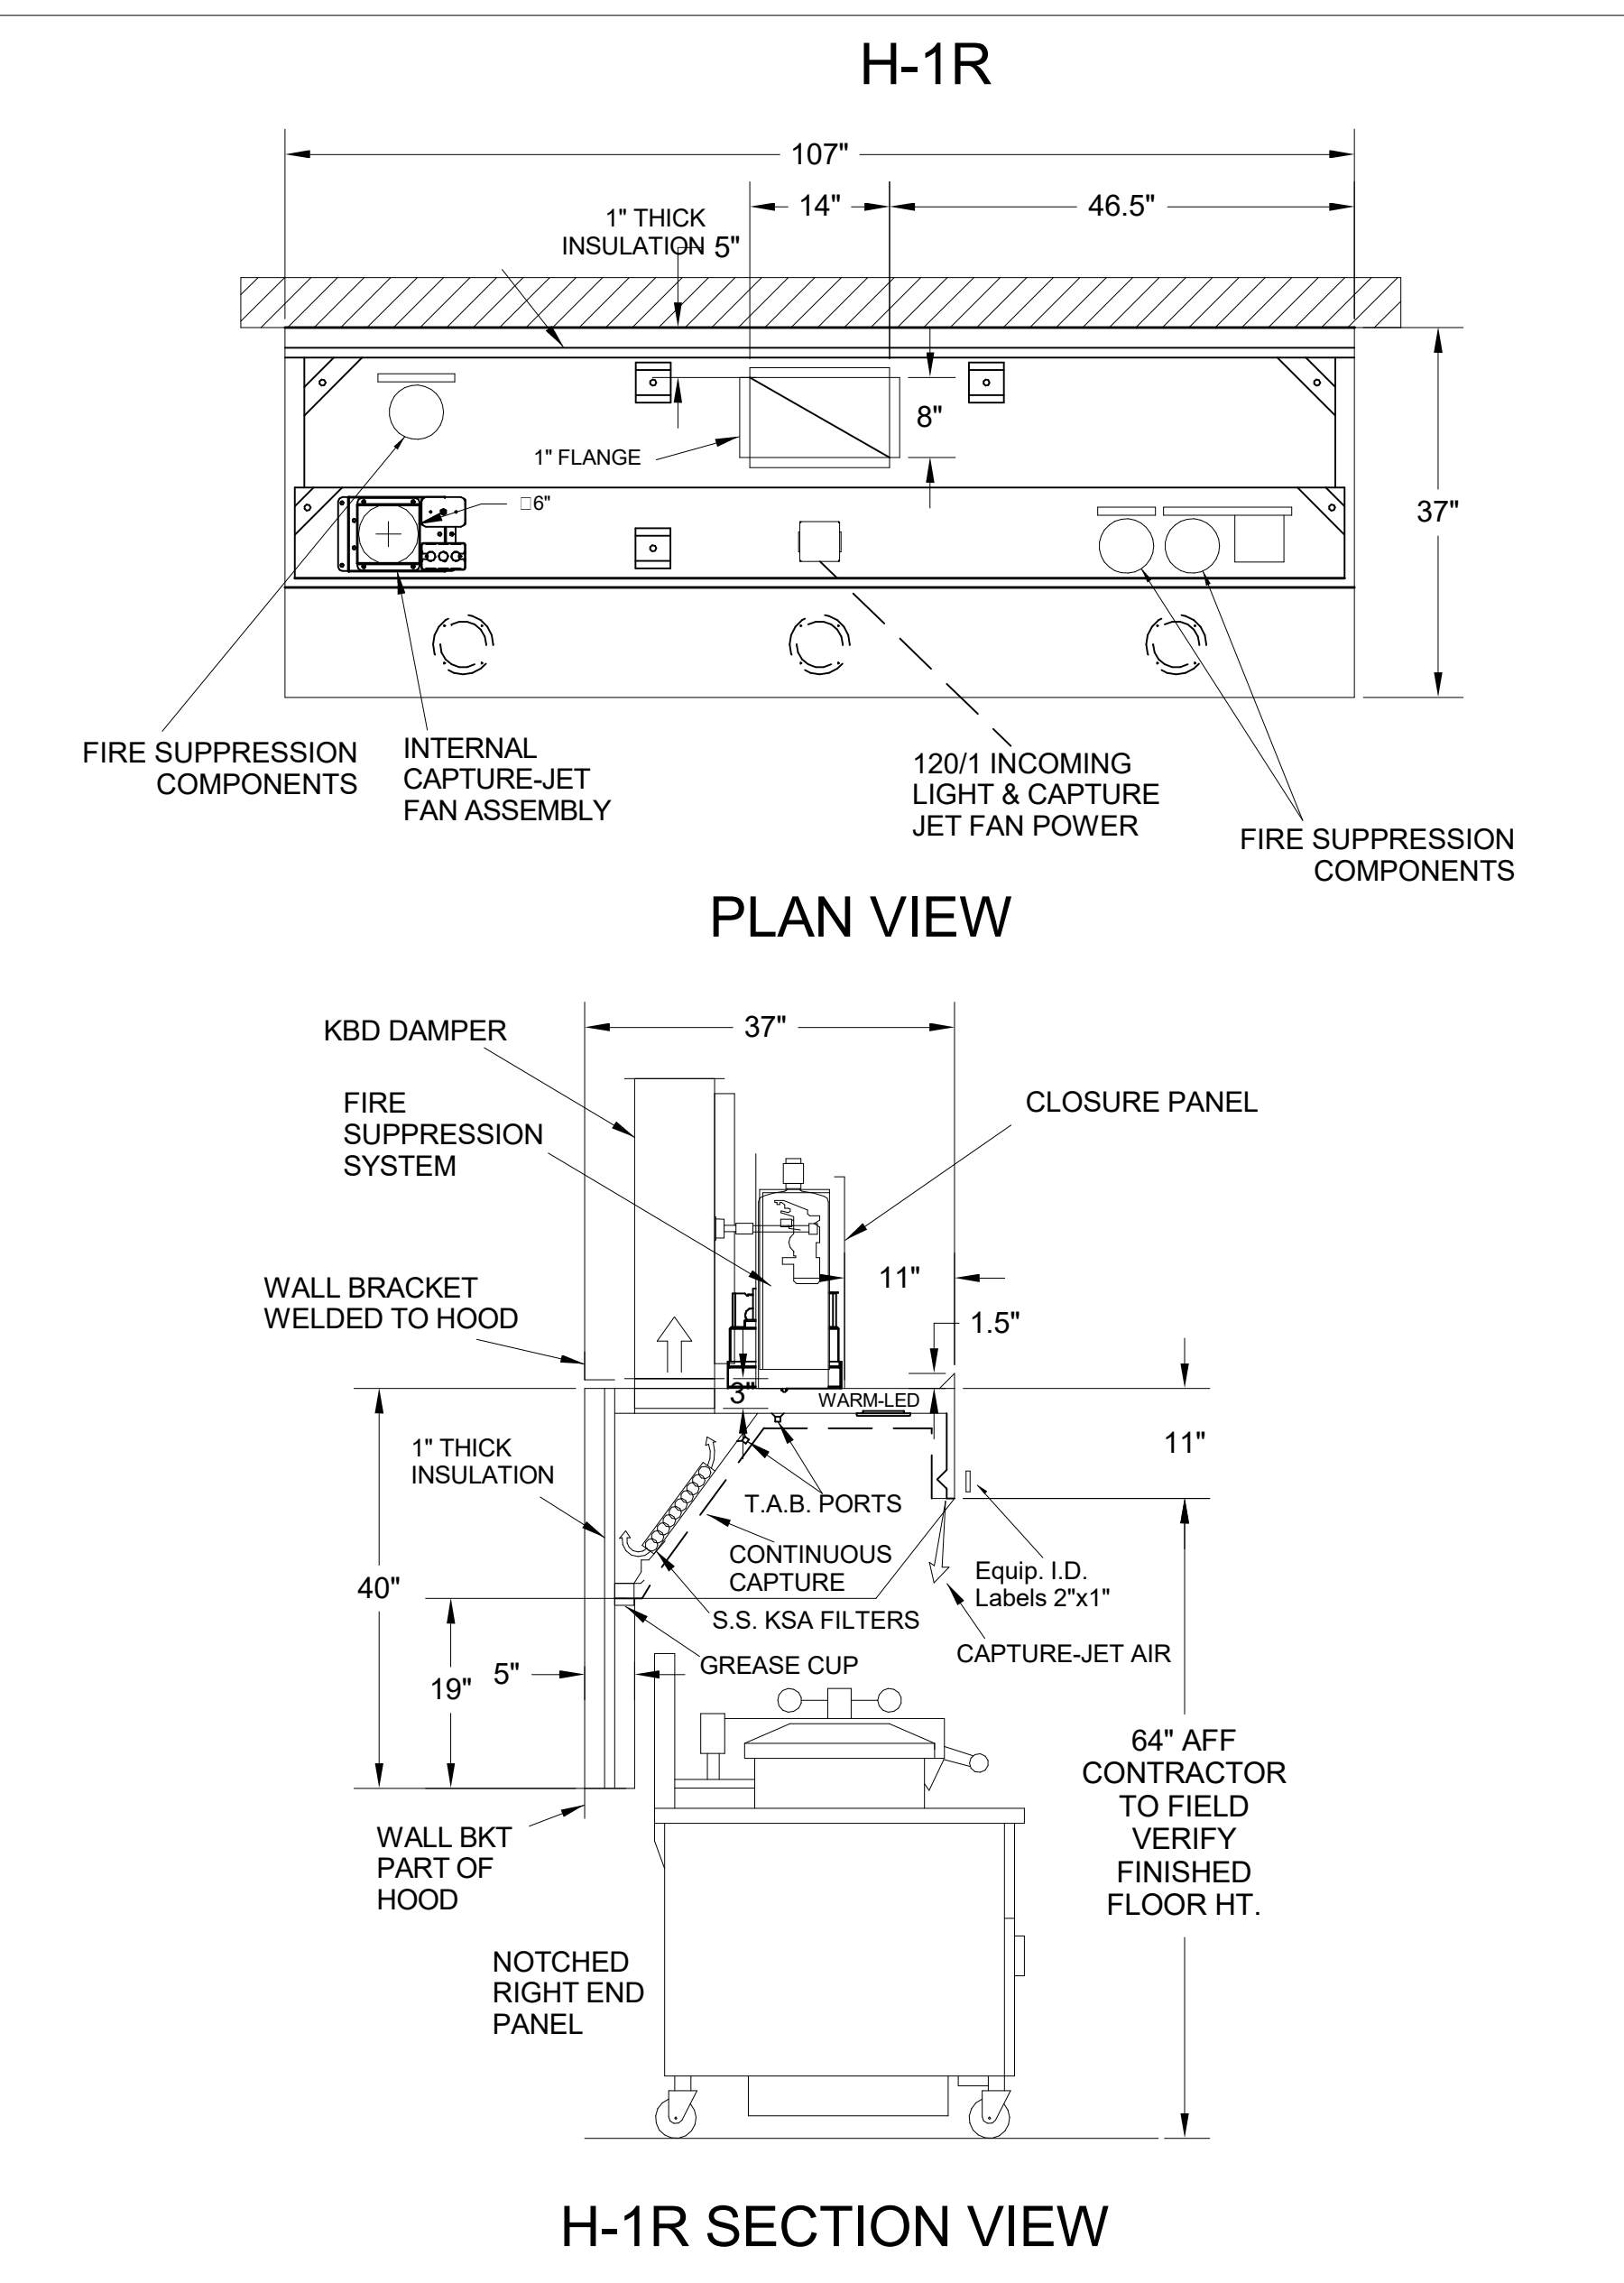 H-1R
107"
14"
46.5"
1" THICK
INSULATION
5"
8"
1" FLANGE
□6"
37"
FIRE SUPPRESSION
COMPONENTS
INTERNAL
CAPTURE-JET
FAN ASSEMBLY
120/1 INCOMING
LIGHT & CAPTURE
JET FAN POWER
FIRE SUPPRESSION
COMPONENTS
PLAN VIEW
37"
KBD DAMPER
FIRE
SUPPRESSION
SYSTEM
CLOSURE PANEL
WALL BRACKET
WELDED TO HOOD
11"
1.5"
3"
WARM-LED
1" THICK
INSULATION
11"
T.A.B. PORTS
CONTINUOUS
CAPTURE
Equip. I.D.
Labels 2"x1"
40"
S.S. KSA FILTERS
CAPTURE-JET AIR
GREASE CUP
19"
5"
64" AFF
CONTRACTOR
TO FIELD
VERIFY
FINISHED
FLOOR HT.
WALL BKT
PART OF
HOOD
NOTCHED
RIGHT END
PANEL
H-1R SECTION VIEW